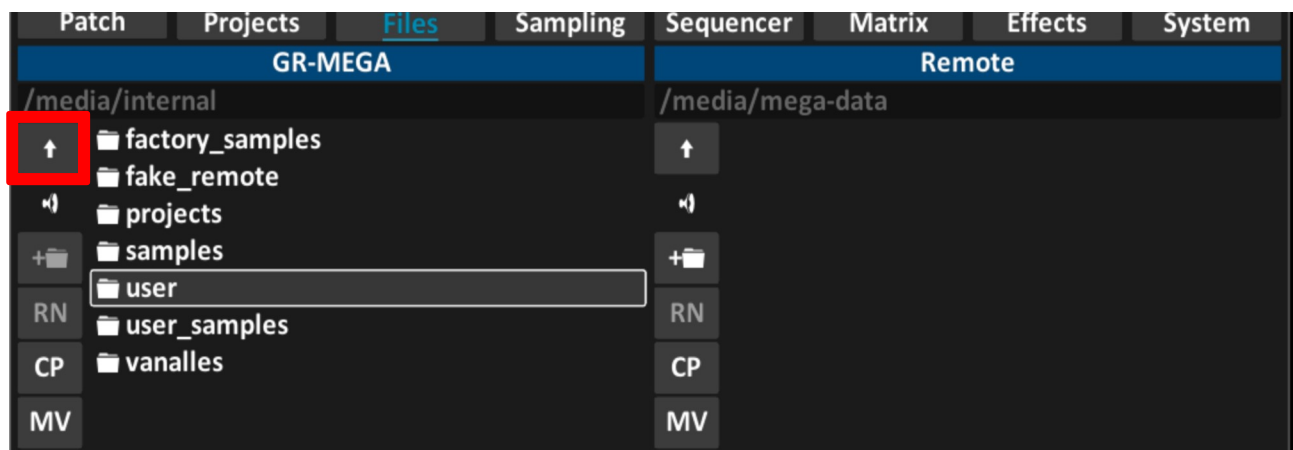 Patch Projects Files Sampling Sequencer Matrix Effects System
GR-MEGA
/media/internal
factory_samples
fake_remote
projects
samples
+
user
RN
user_samples
CP
vanalles
MV
Remote
/media/mega-data
+
RN
CP
MV